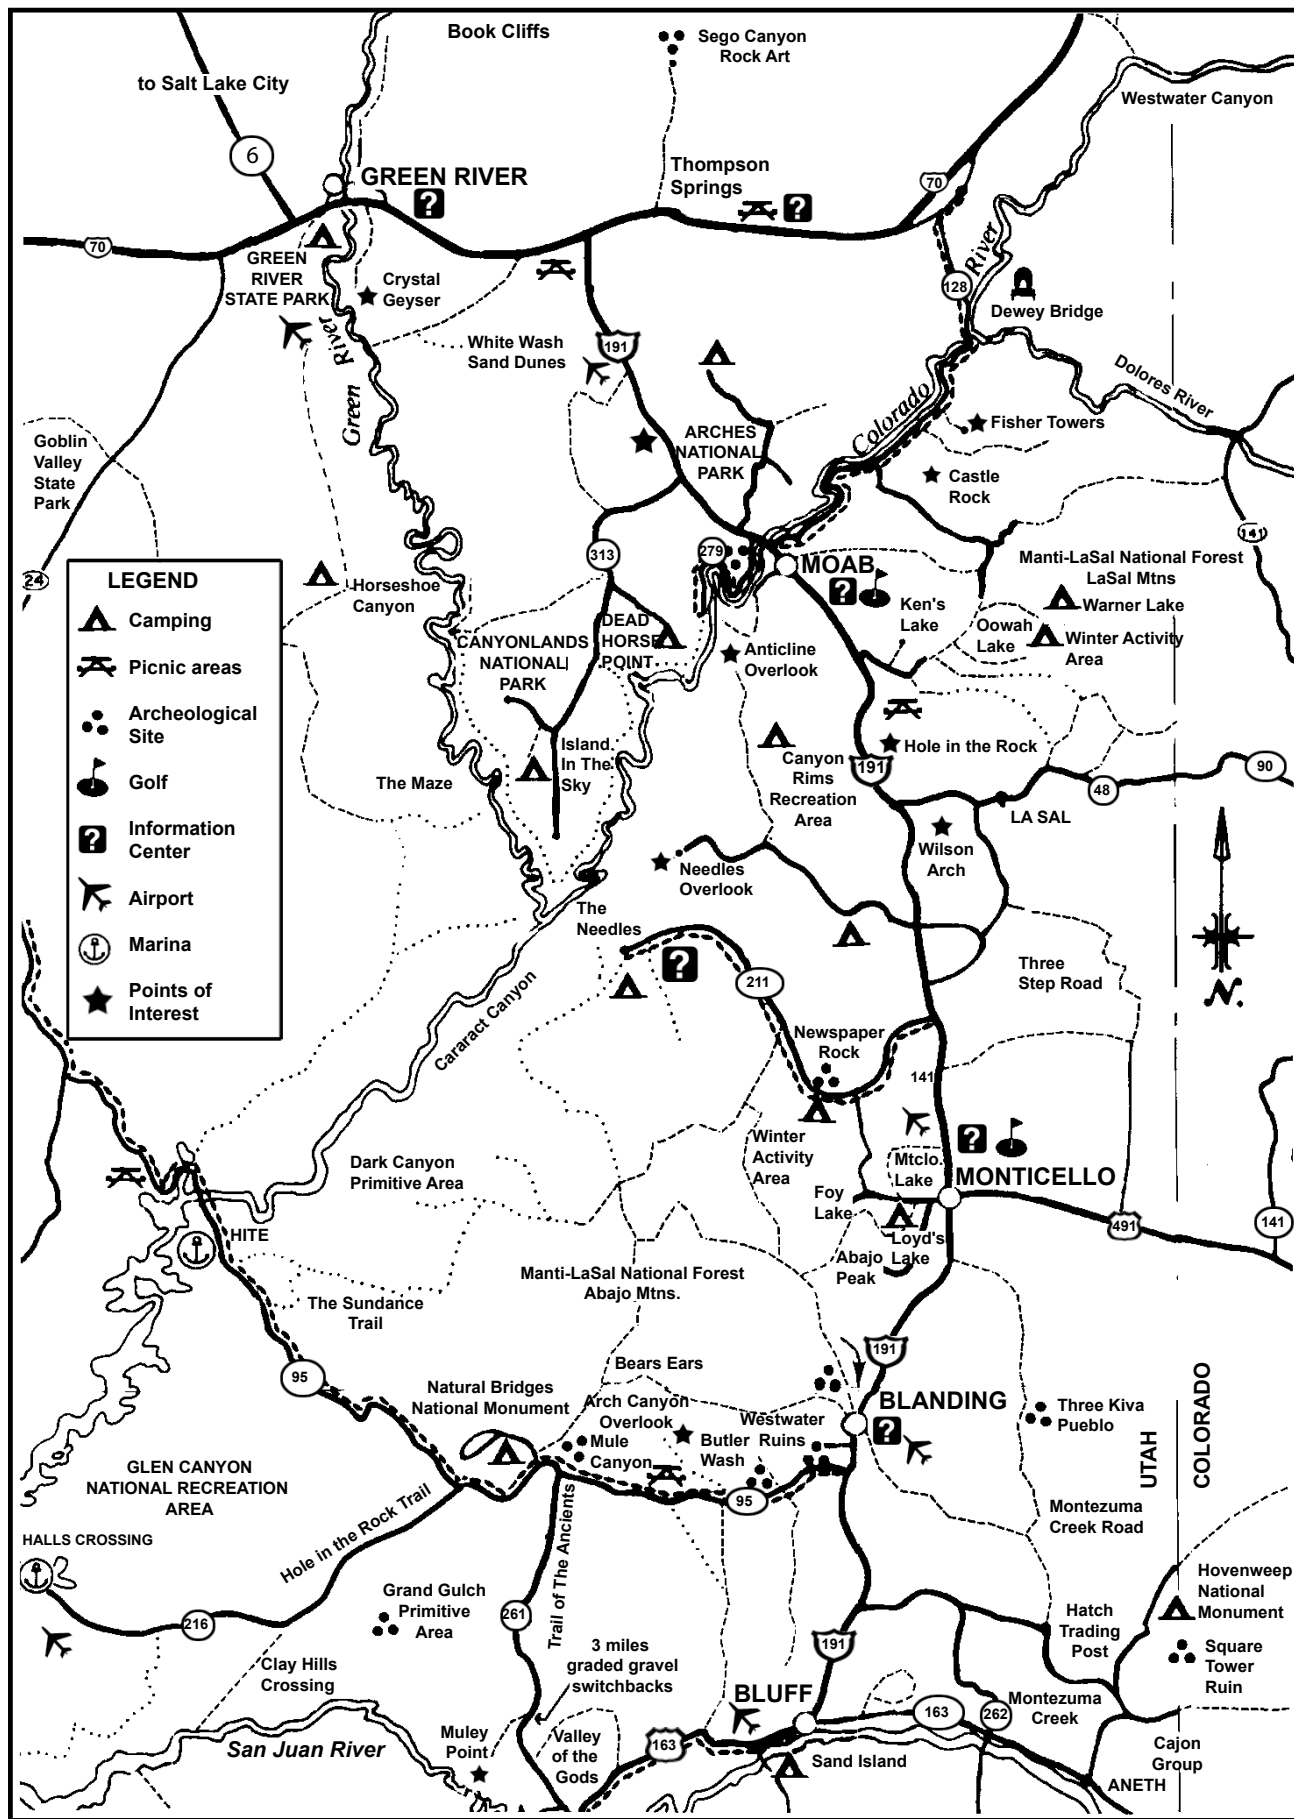 Book Cliffs
Sego Canyon
Rock Art
to Salt Lake City
Westwater Canyon
6
GREEN RIVER
?
Thompson
Springs
?
70
70
GREEN
RIVER
STATE PARK
Crystal
Geyser
River
128
Dewey Bridge
White Wash
Sand Dunes
191
Green River
Dolores River
Colorado
Fisher Towers
Goblin
Valley
State
Park
ARCHES
NATIONAL
PARK
Castle
Rock
141
313
279
MOAB
?
Manti-LaSal National Forest
LaSal Mtns
24
Horseshoe
Canyon
Ken's
Lake
Warner Lake
Oowah
Lake
Winter Activity
Area
CANYONLANDS
NATIONAL
PARK
DEAD
HORSE
POINT
Anticline
Overlook
LEGEND
Camping
Picnic areas
Archeological
Site
Golf
?
Information
Center
Airport
Marina
Points of
Interest
The Maze
Island
In The
Sky
Canyon
Rims
Recreation
Area
Hole in the Rock
191
90
48
LA SAL
Wilson
Arch
Needles
Overlook
The
Needles
?
211
Three
Step Road
N.
Cararact Canyon
Newspaper
Rock
141
Winter
Activity
Area
?
Mtclo.
Lake
MONTICELLO
Dark Canyon
Primitive Area
Foy
Lake
Loyd's
Lake
Abajo
Peak
491
141
HITE
Manti-LaSal National Forest
Abajo Mtns.
The Sundance
Trail
191
95
Bears Ears
Natural Bridges
National Monument
Arch Canyon
Overlook
Mule
Canyon
Butler
Wash
Westwater
Ruins
BLANDING
?
Three Kiva
Pueblo
UTAH
COLORADO
GLEN CANYON
NATIONAL RECREATION
AREA
95
Hole in the Rock Trail
Trail of The Ancients
Montezuma
Creek Road
HALLS CROSSING
216
Grand Gulch
Primitive
Area
261
Hovenweep
National
Monument
Hatch
Trading
Post
Clay Hills
Crossing
3 miles
graded gravel
switchbacks
191
Square
Tower
Ruin
BLUFF
163
262
Montezuma
Creek
San Juan River
Muley
Point
Valley
of the
Gods
163
Sand Island
Cajon
Group
ANETH